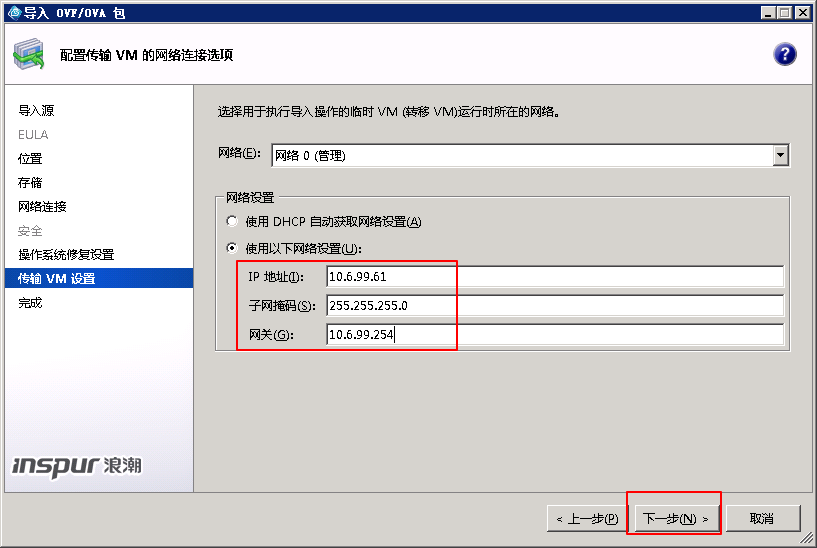 导入 OVF/OVA 包
配置传输 VM 的网络连接选项
?
导入源
EULA
位置
存储
网络连接
安全
操作系统修复设置
传输 VM 设置
完成
inspur 浪潮
选择用于执行导入操作的临时 VM (转移 VM)运行时所在的网络。
网络(E): 网络 0 (管理)
网络设置
使用 DHCP 自动获取网络设置(A)
使用以下网络设置(U):
IP 地址(I): 10.6.99.61
子网掩码(S): 255.255.255.0
网关(G): 10.6.99.254
< 上一步(P) 下一步(N) > 取消